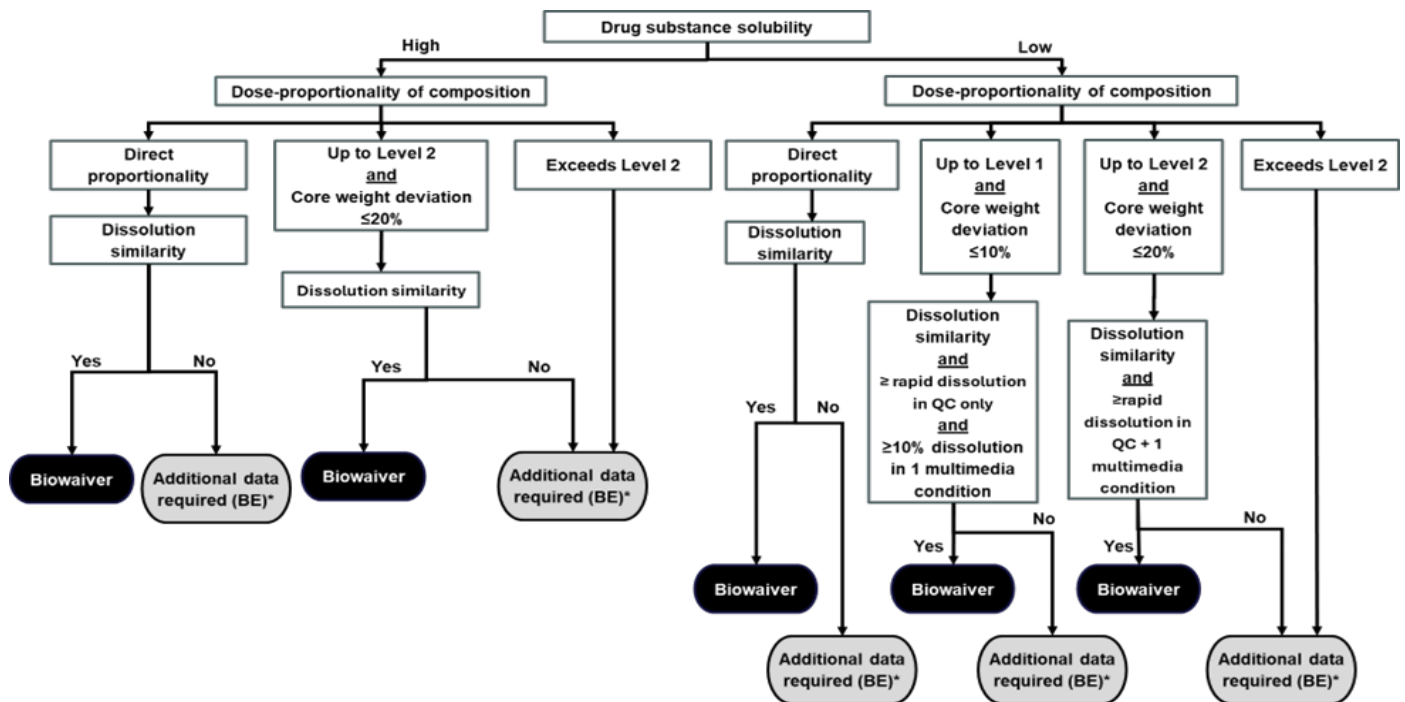 Drug substance solubility
High
Low
Dose-proportionality of composition
Dose-proportionality of composition
Direct
proportionality
Up to Level 2
and
Core weight deviation
≤20%
Exceeds Level 2
Dissolution
similarity
Dissolution similarity
Yes
No
Yes
No
Biowaiver
Additional data
required (BE)*
Biowaiver
Additional data
required (BE)*
Direct
proportionality
Up to Level 1
and
Core weight
deviation
≤10%
Up to Level 2
and
Core weight
deviation
≤20%
Exceeds Level 2
Dissolution
similarity
Dissolution
similarity
and
≥ rapid dissolution
in QC only
and
≥10% dissolution
in 1 multimedia
condition
Dissolution
similarity
and
≥rapid
dissolution in
QC + 1
multimedia
condition
Yes
No
Yes
No
Yes
No
Biowaiver
Biowaiver
Biowaiver
Additional data
required (BE)*
Additional data
required (BE)*
Additional data
required (BE)*